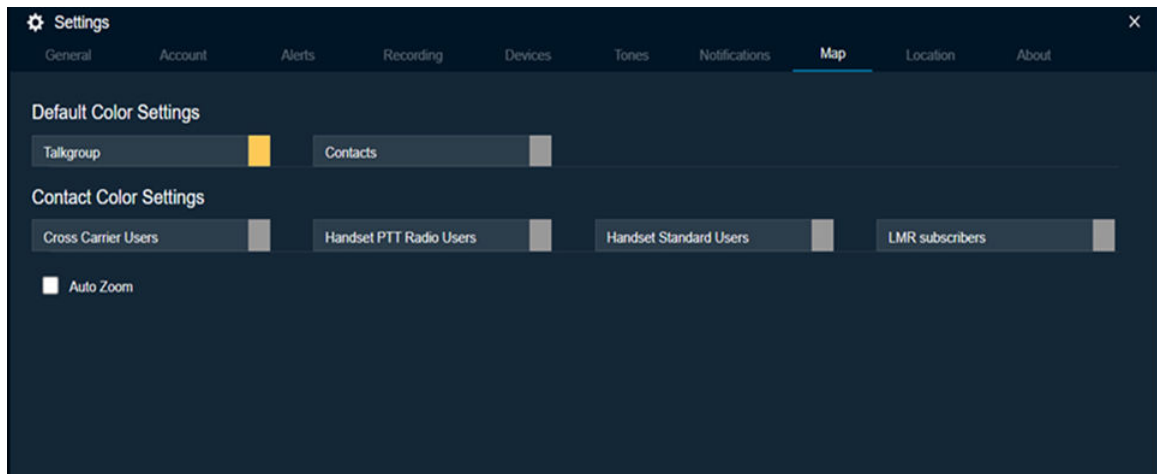 Settings
General Account Alerts Recording Devices Tones Notifications Map Location About
Default Color Settings
Talkgroup Contacts
Contact Color Settings
Cross Carrier Users Handset PTT Radio Users Handset Standard Users LMR subscribers
Auto Zoom